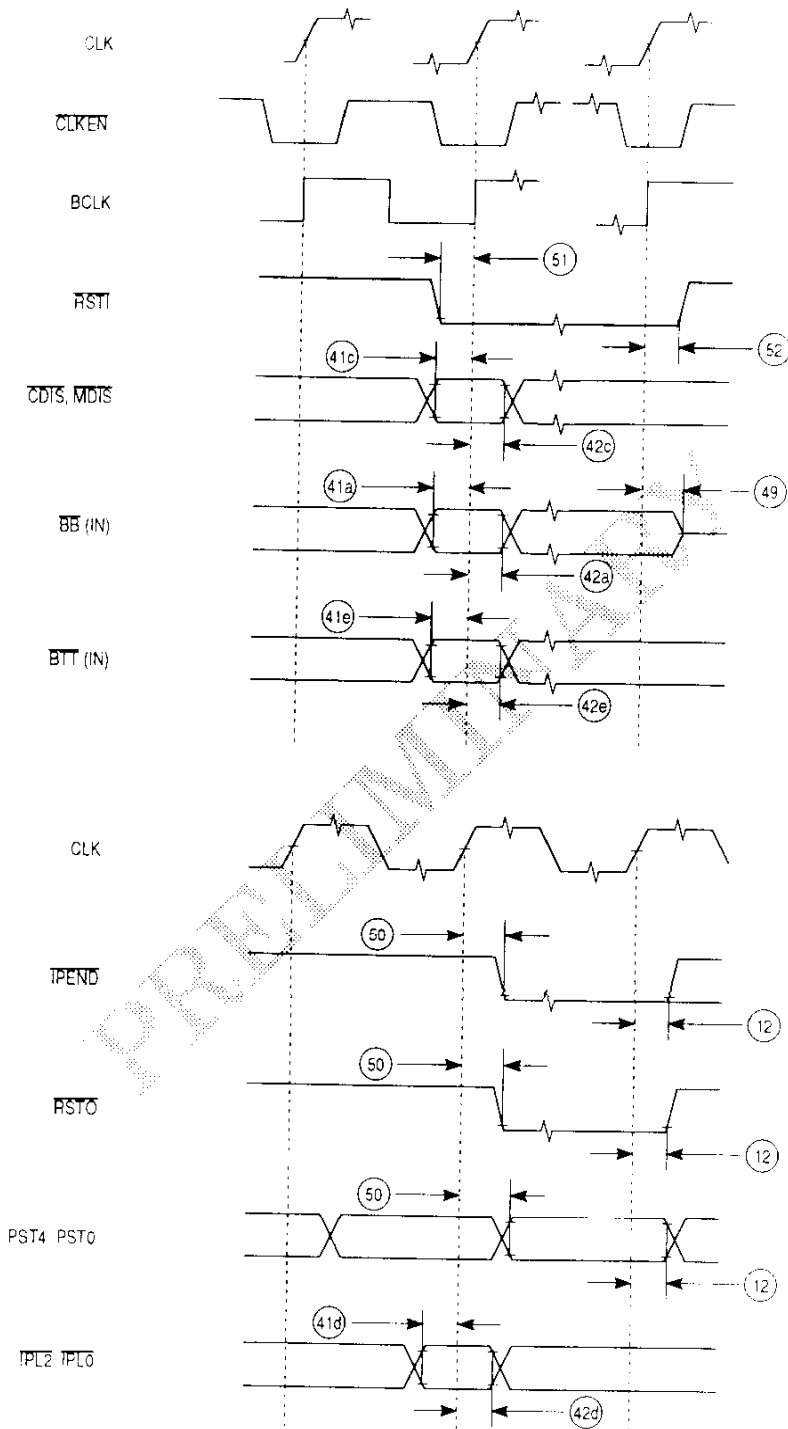 CLK
CLKEN
BCLK
51
RSTI
52
41c
CDIS, MDIS
42c
41a
49
BB (IN)
42a
41e
BTT (IN)
42e
CLK
50
IPEND
12
50
RSTO
12
50
PST4 PST0
12
41d
IPL2 IPL0
42d
PRELIMINARY